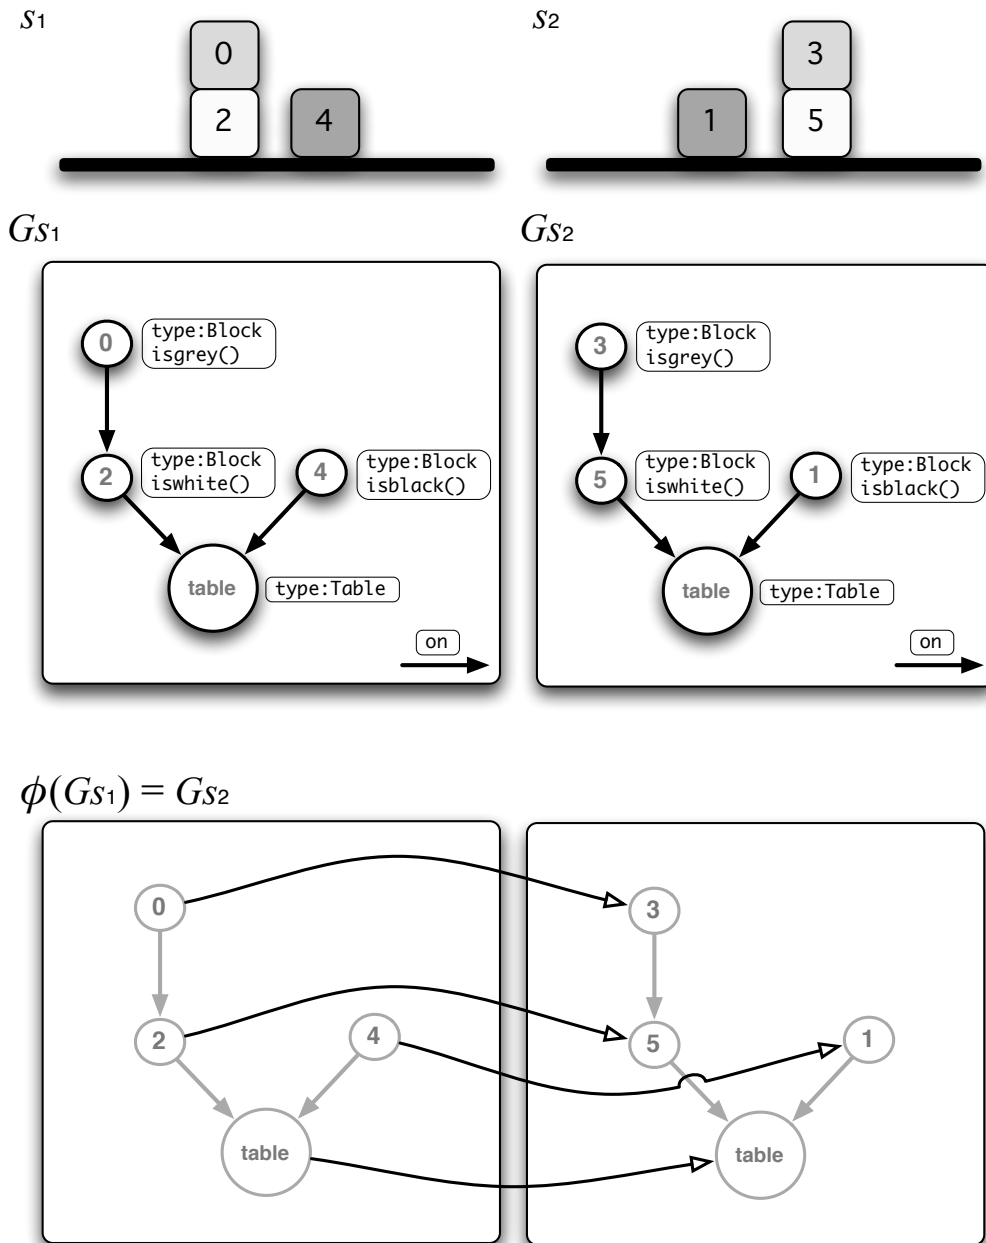 s1
s2
0
2
4
3
1
5
Gs1
Gs2
0
type:Block
isgrey()
2
type:Block
iswhite()
4
type:Block
isblack()
table
type:Table
on
3
type:Block
isgrey()
5
type:Block
iswhite()
1
type:Block
isblack()
table
type:Table
on
ϕ(Gs1) = Gs2
0
2
4
table
3
5
1
table